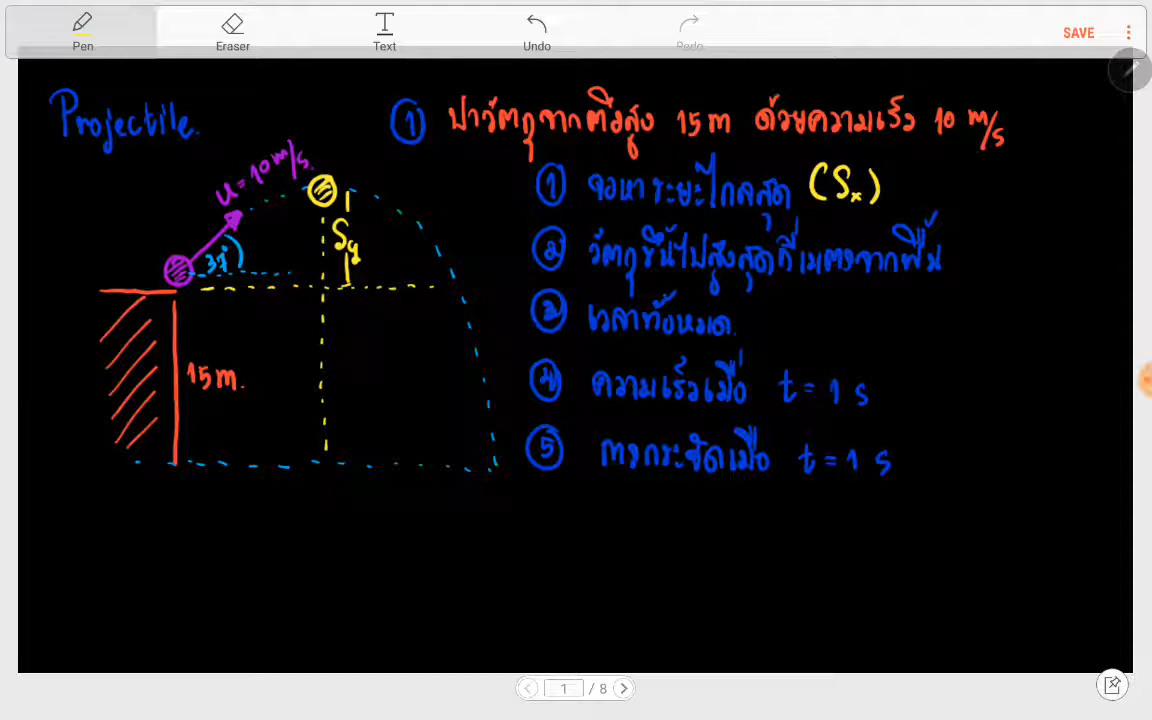 Pen
Eraser
Text
Undo
Redo
SAVE
Projectile.
① ปาวัตถุจากตึกสูง 15 m ด้วยความเร็ว 10 m/s
u = 10 m/s.
37°
Sy
15 m.
① จงหาระยะไกลสุด (Sx)
② วัตถุขึ้นไปสูงสุดกี่เมตรจากพื้น
③ เวลาทั้งหมด.
④ ความเร็วเมื่อ t = 1 s
⑤ การกระจัดเมื่อ t = 1 s
1 / 8